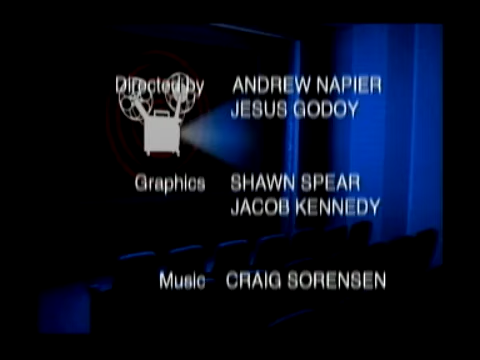 Directed by ANDREW NAPIER
JESUS GODOY
Graphics SHAWN SPEAR
JACOB KENNEDY
Music CRAIG SORENSEN